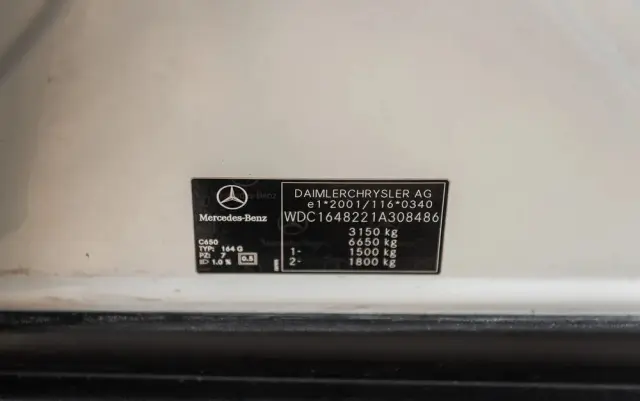 Mercedes-Benz
C650
TYP: 164 G
PZ: 7
1.0 %
0.5
DAIMLERCHRYSLER AG
e1*2001/116*0340
WDC1648221A308486
3150 kg
6650 kg
1- 1500 kg
2- 1800 kg